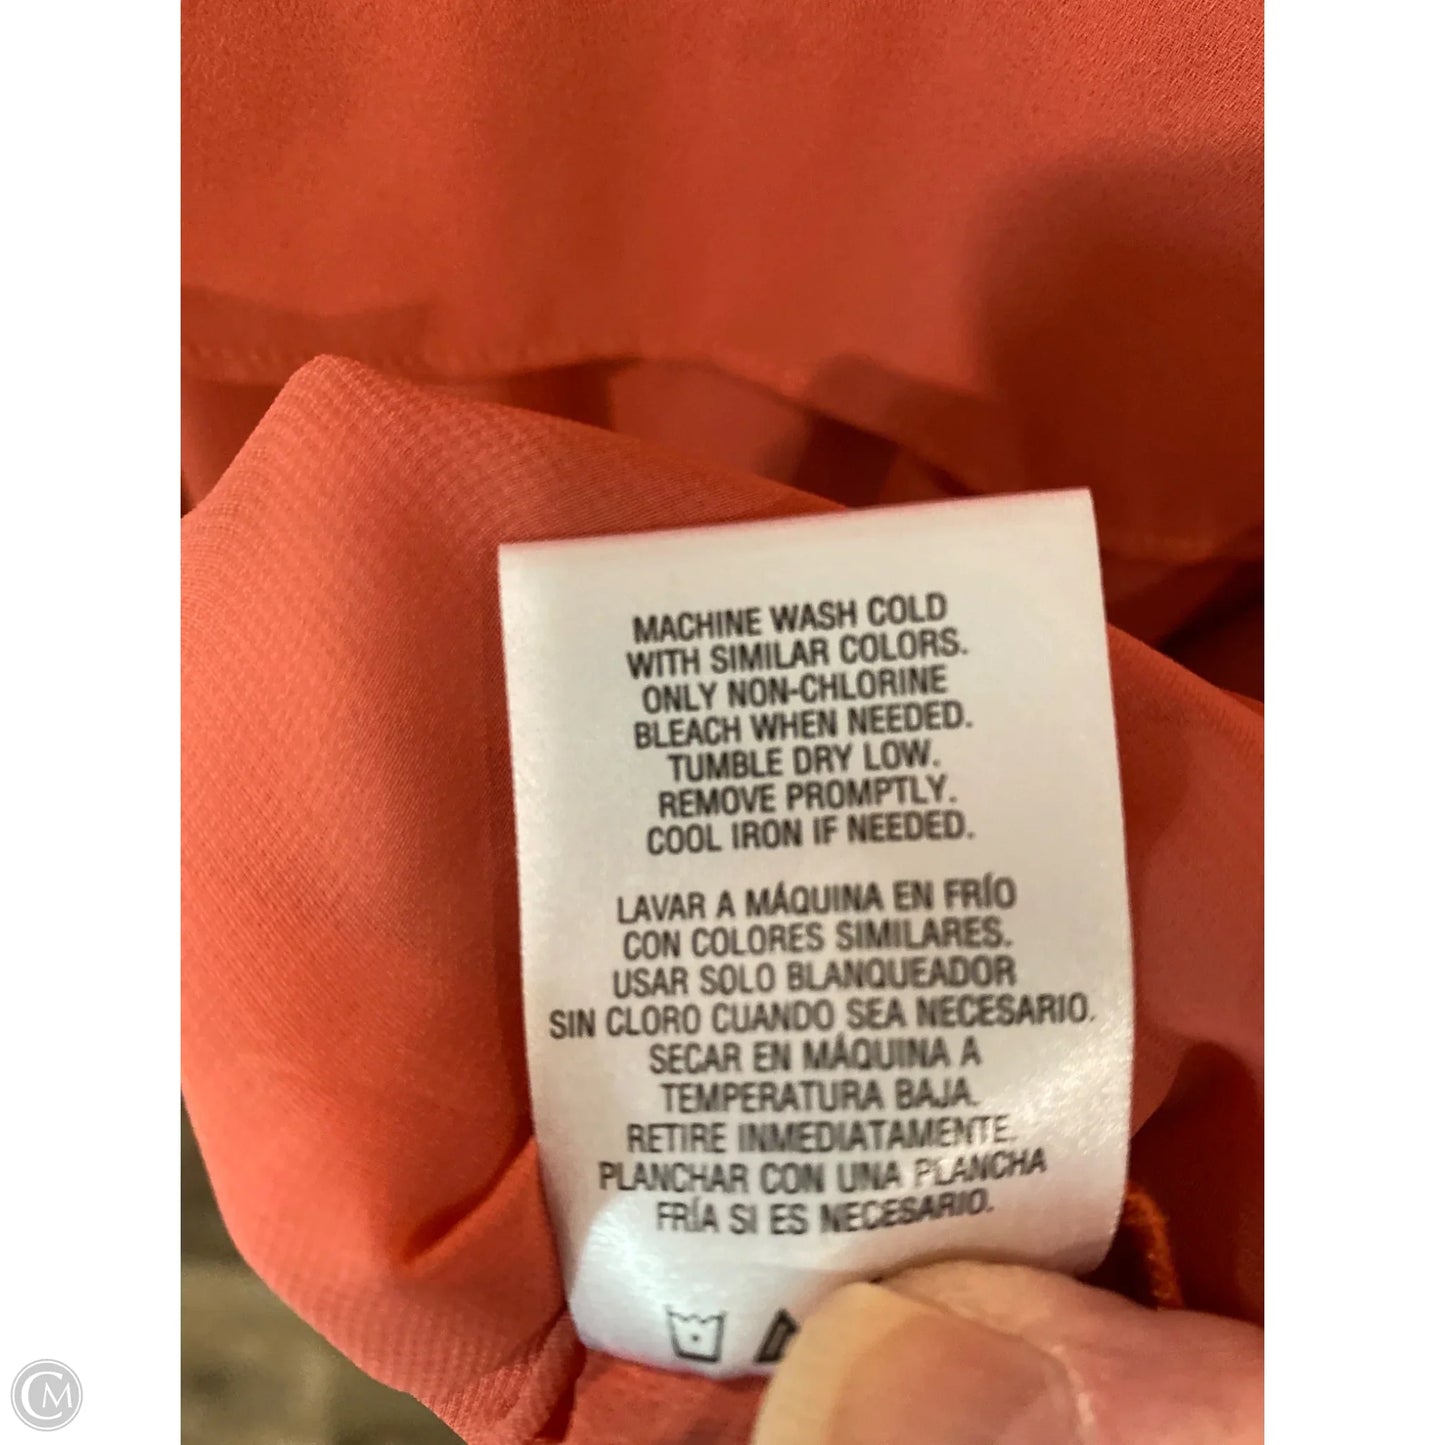 MACHINE WASH COLD
WITH SIMILAR COLORS.
ONLY NON-CHLORINE
BLEACH WHEN NEEDED.
TUMBLE DRY LOW.
REMOVE PROMPTLY.
COOL IRON IF NEEDED.
LAVAR A MÁQUINA EN FRÍO
CON COLORES SIMILARES.
USAR SOLO BLANQUEADOR
SIN CLORO CUANDO SEA NECESARIO.
SECAR EN MÁQUINA A
TEMPERATURA BAJA.
RETIRE INMEDIATAMENTE.
PLANCHAR CON UNA PLANCHA
FRÍA SI ES NECESARIO.
CM